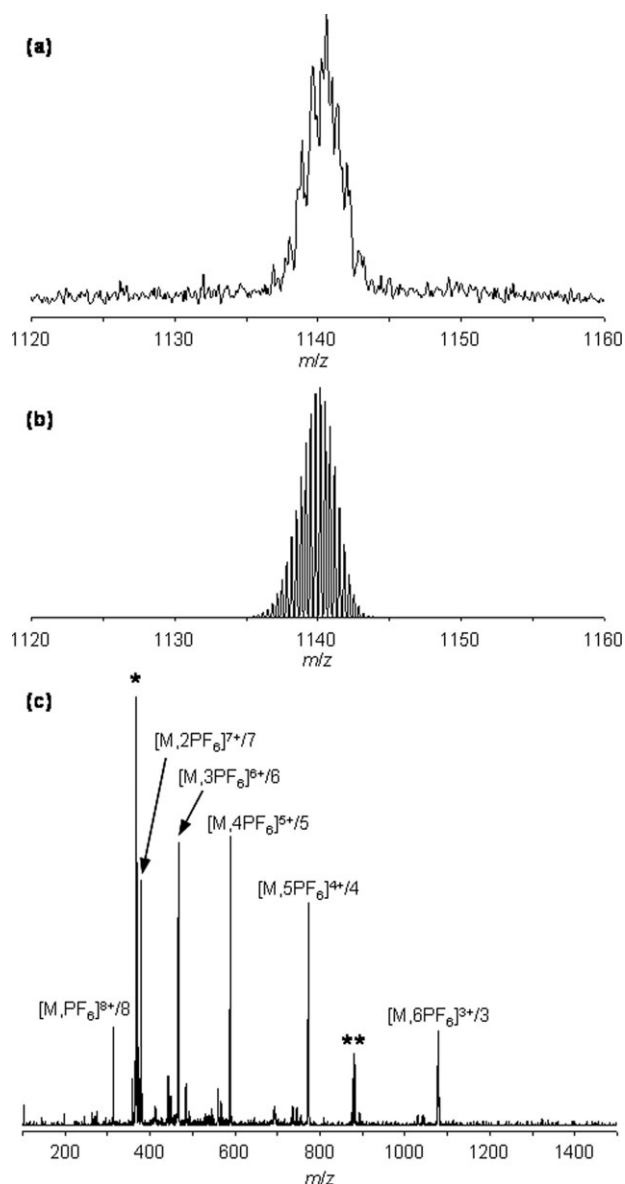 (a)
1120 1130 1140 1150 1160
m/z
(b)
1120 1130 1140 1150 1160
m/z
(c)
*
[M,2PF₆]⁷⁺/7
[M,3PF₆]⁶⁺/6
[M,4PF₆]⁵⁺/5
[M,5PF₆]⁴⁺/4
[M,PF₆]⁸⁺/8
**
[M,6PF₆]³⁺/3
200 400 600 800 1000 1200 1400
m/z